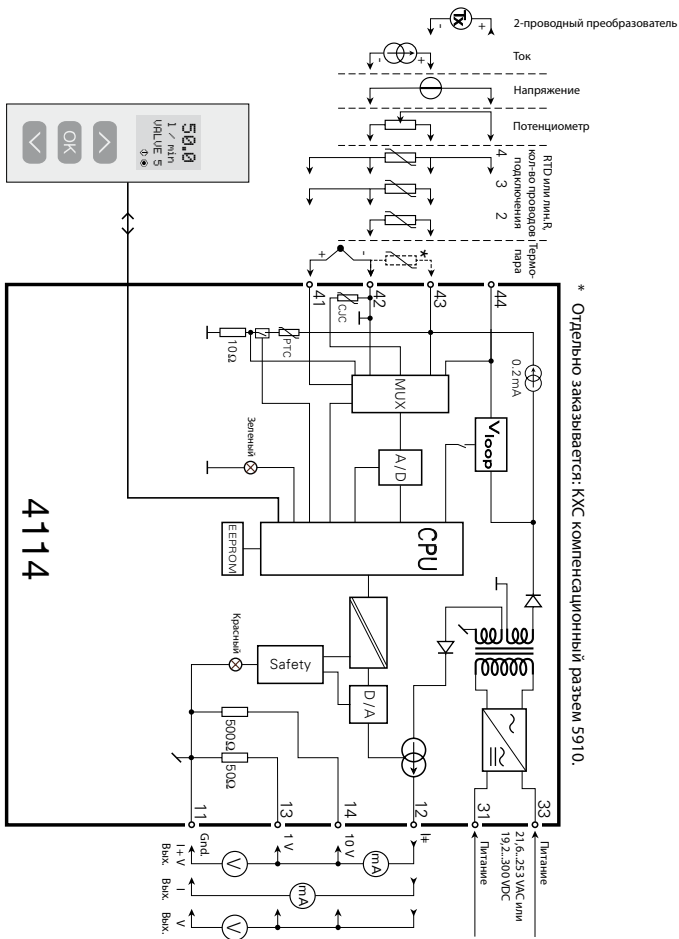 2-проводный преобразователь
Tx
- +
Ток
- +
Напряжение
Потенциометр
RTD или лин.R,
кол-во проводов
подключения
4
3
2
Термо-
пара
+ - *
* Отдельно заказывается: КХС компенсационный разъем 5910.
50.0
l / min
VALVE 5
OK
41
42
43
44
CJC
PTC
10Ω
0.2mA
MUX
Vloop
A/D
Зеленый
CPU
EEPROM
4114
Красный
Safety
D/A
500Ω
50Ω
11
13
14
12
31
33
Gnd.
1 V
10 V
I+
Питание
21,6...253 VAC или
19,2...300 VDC
Питание
V
mA
I + V
Вых.
mA
I
Вых.
V
V
Вых.